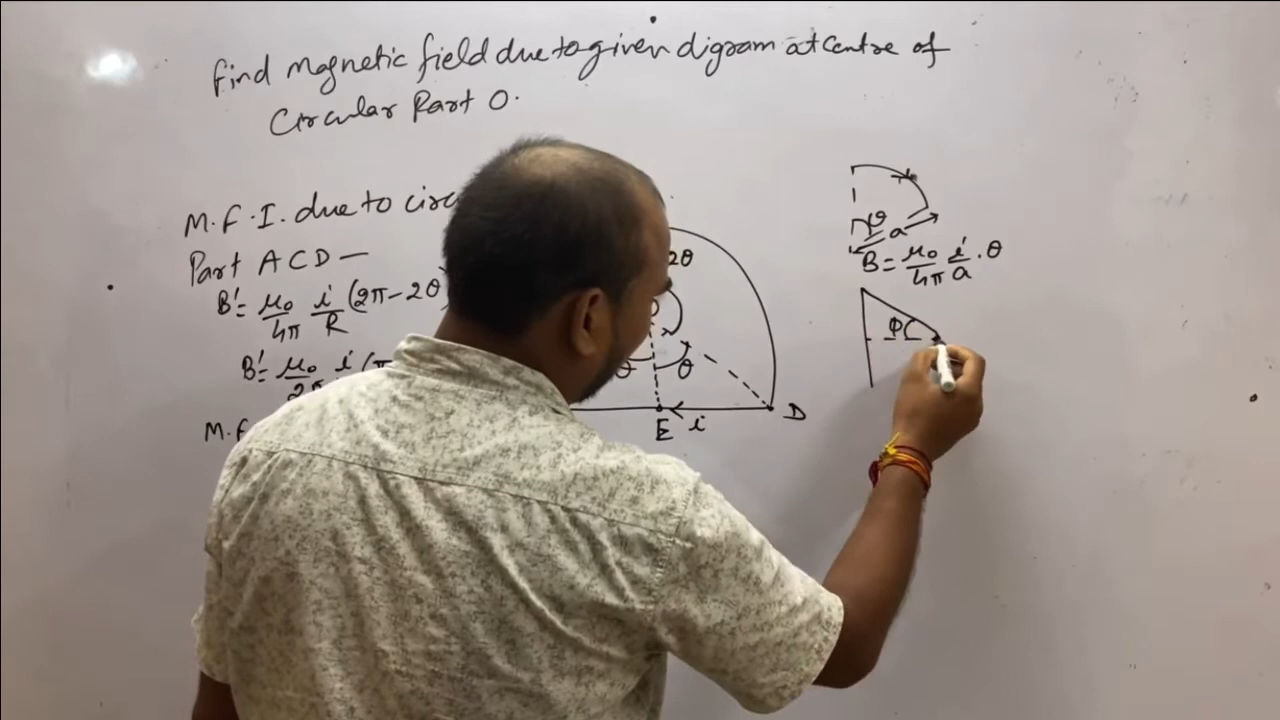 Find magnetic field due to given digram at centre of
Circular Part O.
M.F.I. due to circ
Part ACD —
B' = μ₀/4π i/R (2π - 2θ
B' = μ₀/2π i (π
M.F
2θ
θ
θ
E
i
D
a
B = μ₀/4π i/a . θ
Φ